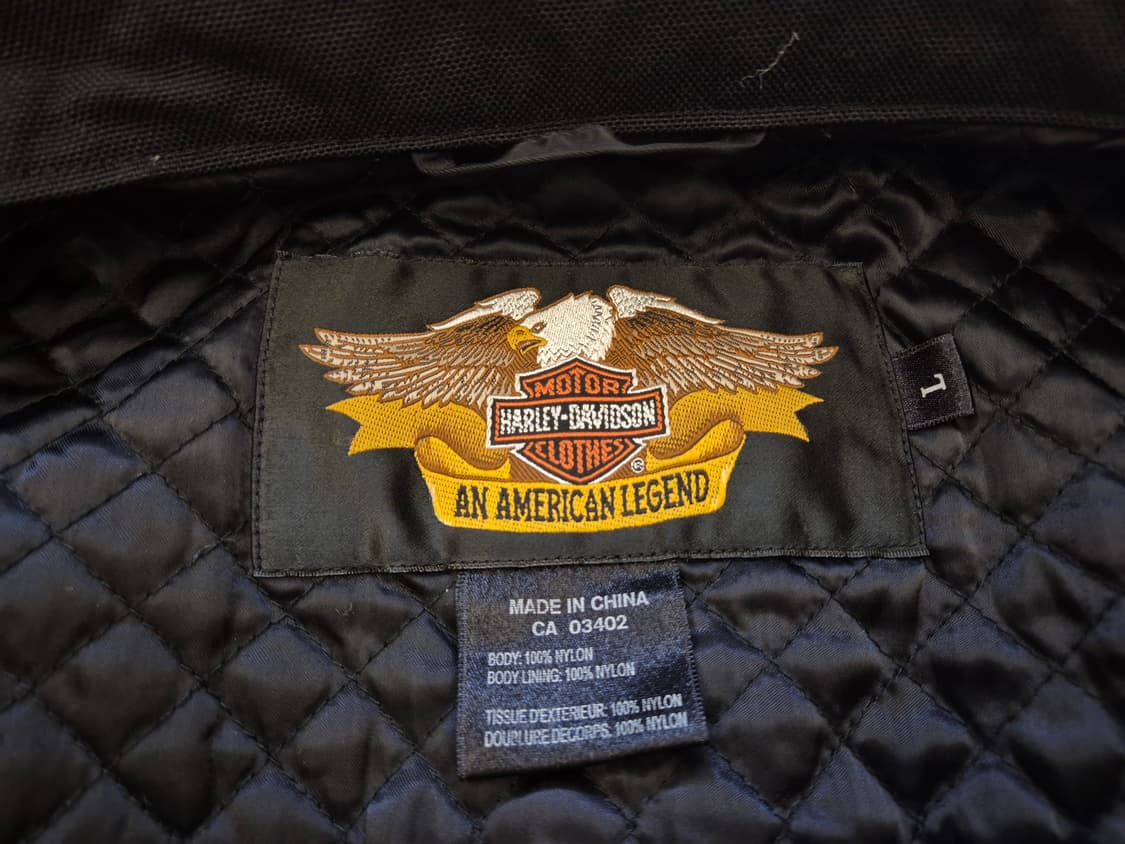 MOTOR
HARLEY-DAVIDSON
CLOTHES
®
AN AMERICAN LEGEND
L
MADE IN CHINA
CA 03402
BODY: 100% NYLON
BODY LINING: 100% NYLON
TISSUE D'EXTERIEUR: 100% NYLON
DOUBLURE DECORPS: 100% NYLON